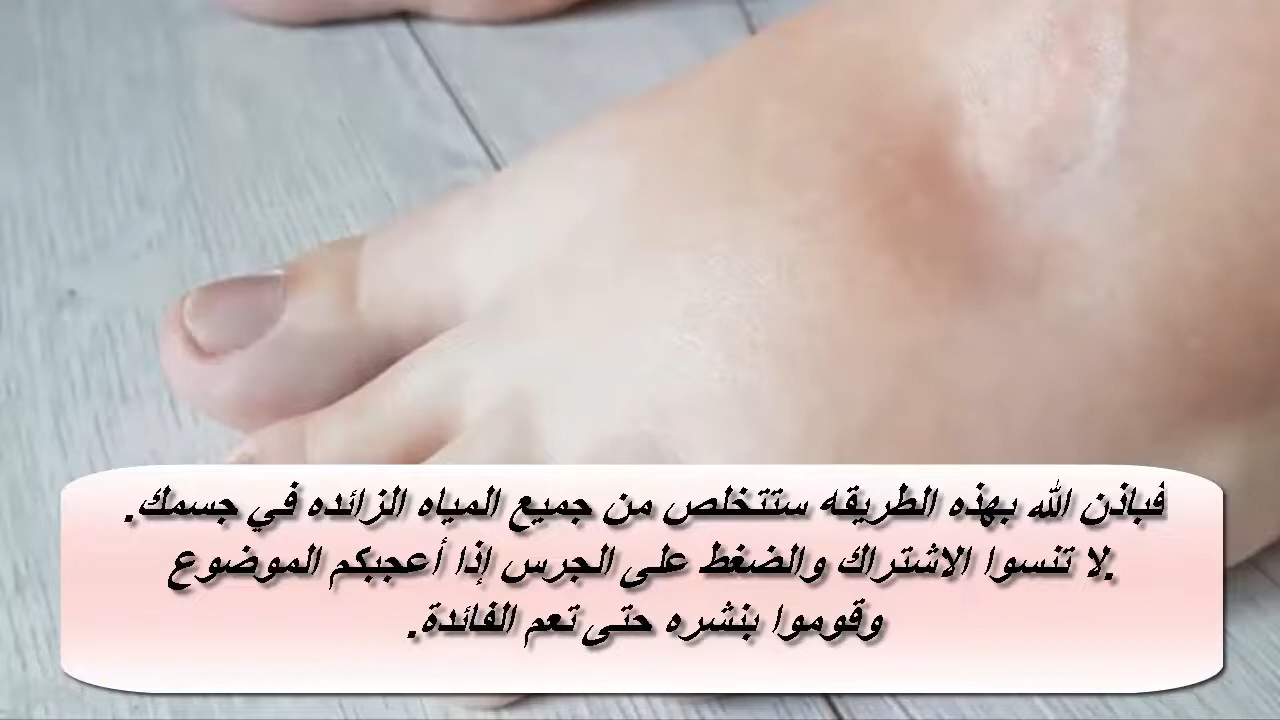 فباذن الله بهذه الطريقه ستتخلص من جميع المياه الزائده في جسمك.
لا تنسوا الاشتراك والضغط على الجرس إذا أعجبكم الموضوع.
وقوموا بنشره حتى تعم الفائدة.